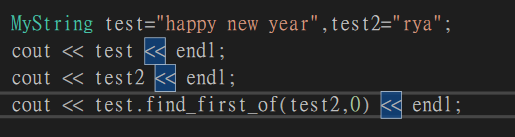 MyString test="happy new year",test2="rya";
cout << test << endl;
cout << test2 << endl;
cout << test.find_first_of(test2,0) << endl;